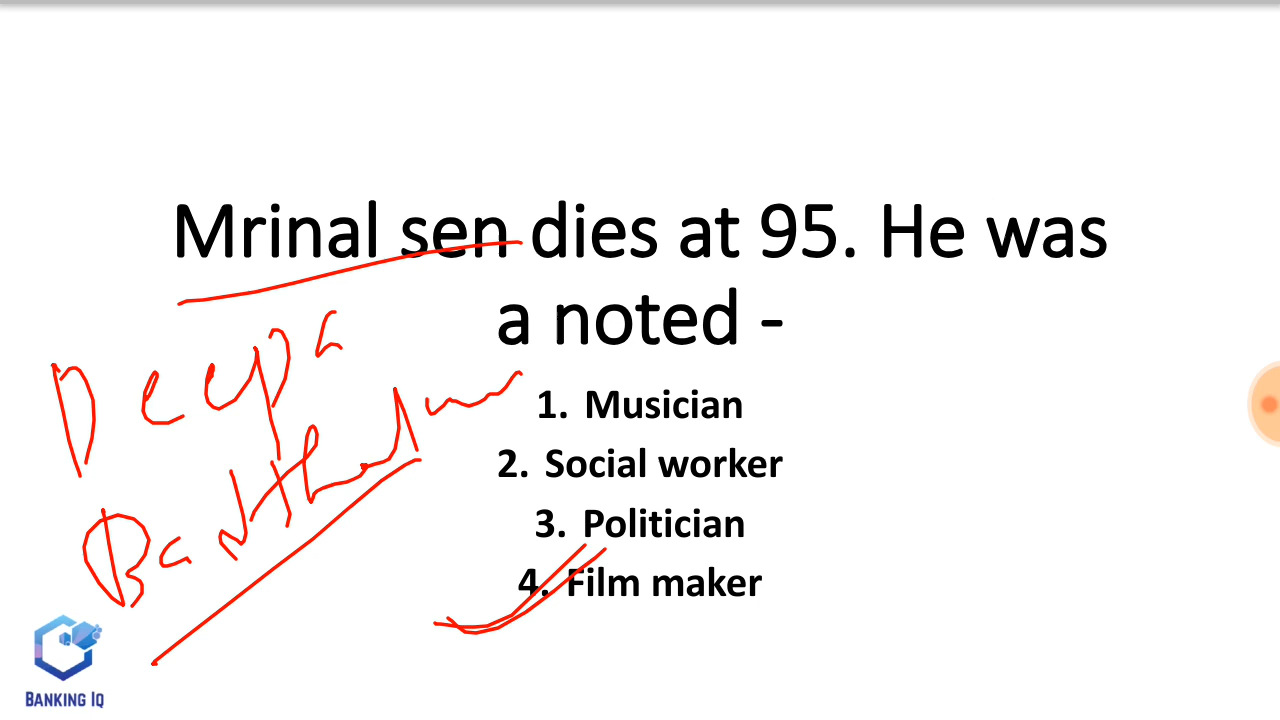 Mrinal sen dies at 95. He was
a noted -
1. Musician
2. Social worker
3. Politician
4. Film maker
BANKING IQ